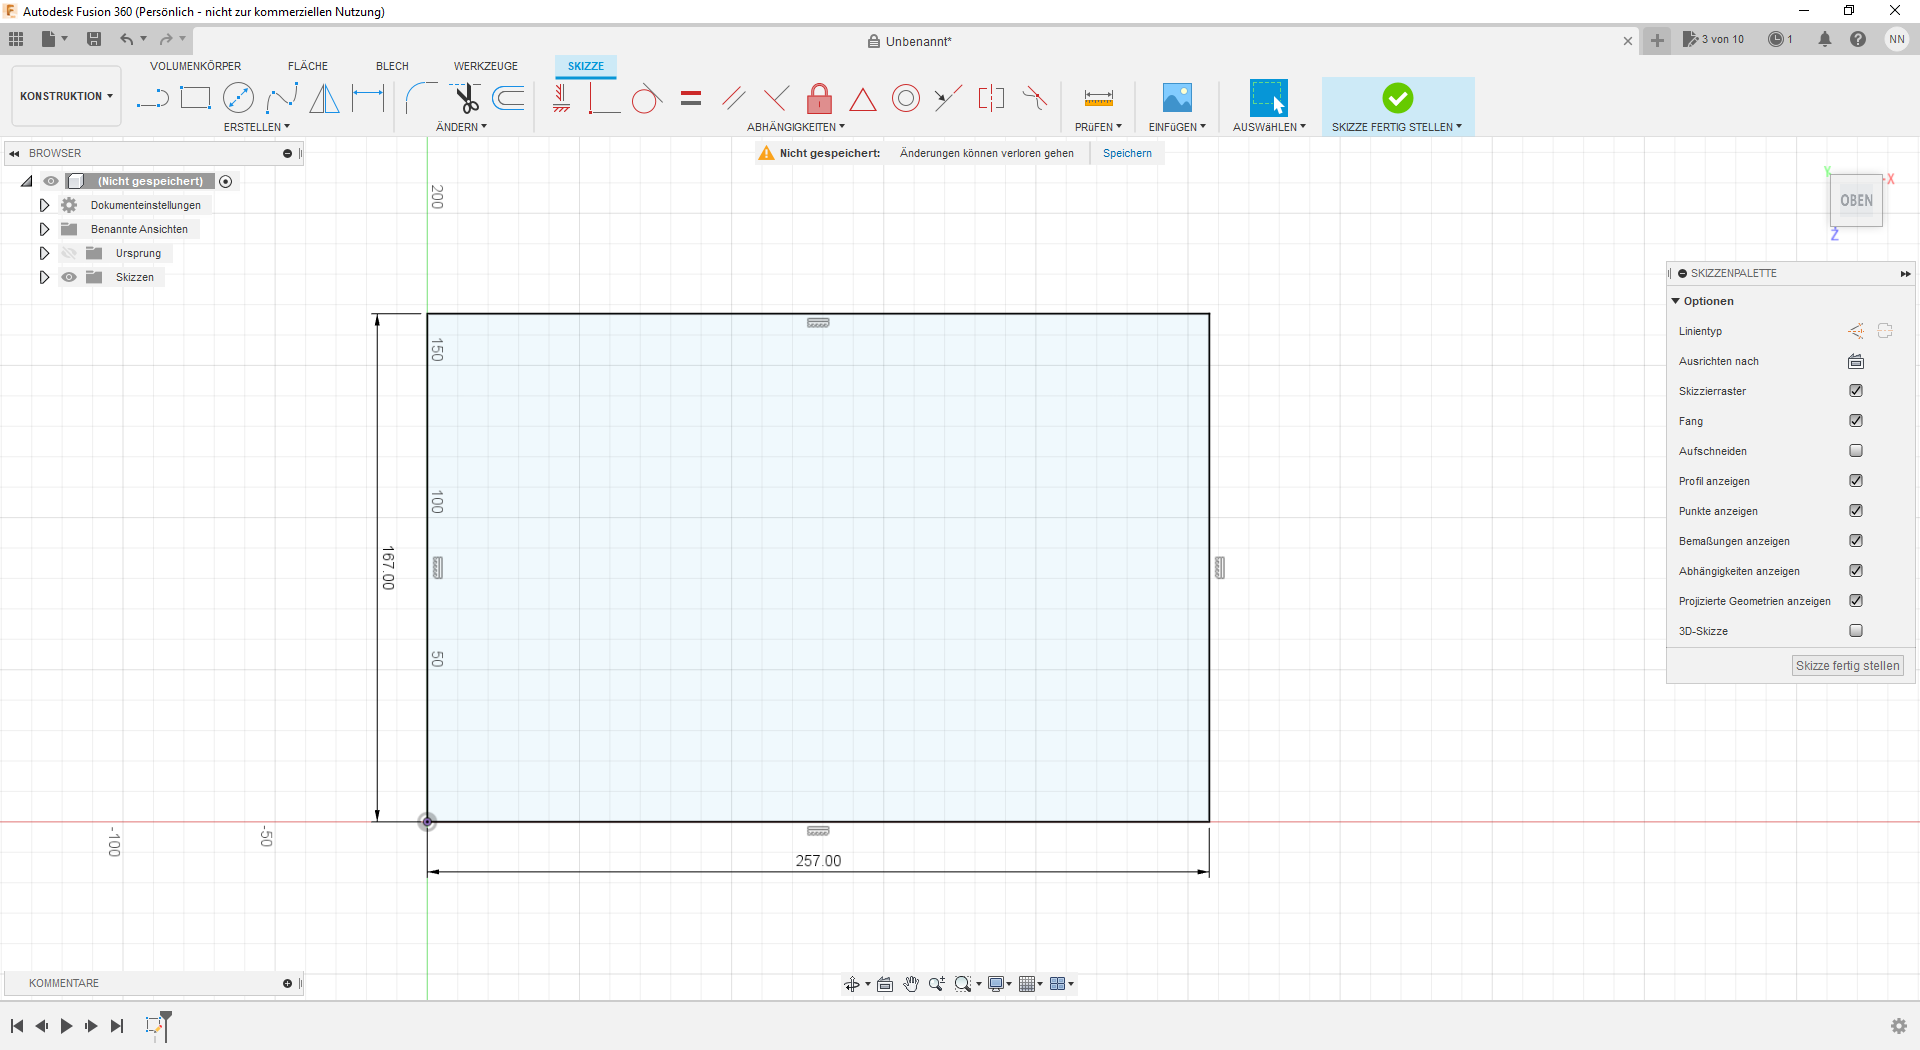 Autodesk Fusion 360 (Persönlich - nicht zur kommerziellen Nutzung)
Unbenannt*
3 von 10
1
NN
VOLUMENKÖRPER
FLÄCHE
BLECH
WERKZEUGE
SKIZZE
KONSTRUKTION
ERSTELLEN
ÄNDERN
ABHÄNGIGKEITEN
PRüFEN
EINFüGEN
AUSWäHLEN
SKIZZE FERTIG STELLEN
BROWSER
Nicht gespeichert:
Änderungen können verloren gehen
Speichern
(Nicht gespeichert)
Dokumenteinstellungen
Benannte Ansichten
Ursprung
Skizzen
OBEN
Y
X
Z
200
150
100
50
167.00
-100
-50
257.00
SKIZZENPALETTE
Optionen
Linientyp
Ausrichten nach
Skizzierraster
Fang
Aufschneiden
Profil anzeigen
Punkte anzeigen
Bemaßungen anzeigen
Abhängigkeiten anzeigen
Projizierte Geometrien anzeigen
3D-Skizze
Skizze fertig stellen
KOMMENTARE